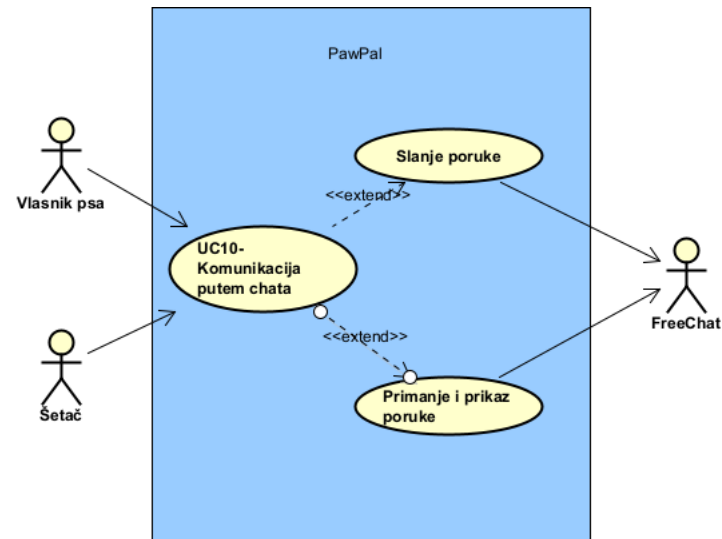 PawPal
Vlasnik psa
Slanje poruke
<<extend>>
UC10-
Komunikacija
putem chata
FreeChat
<<extend>>
Šetač
Primanje i prikaz
poruke